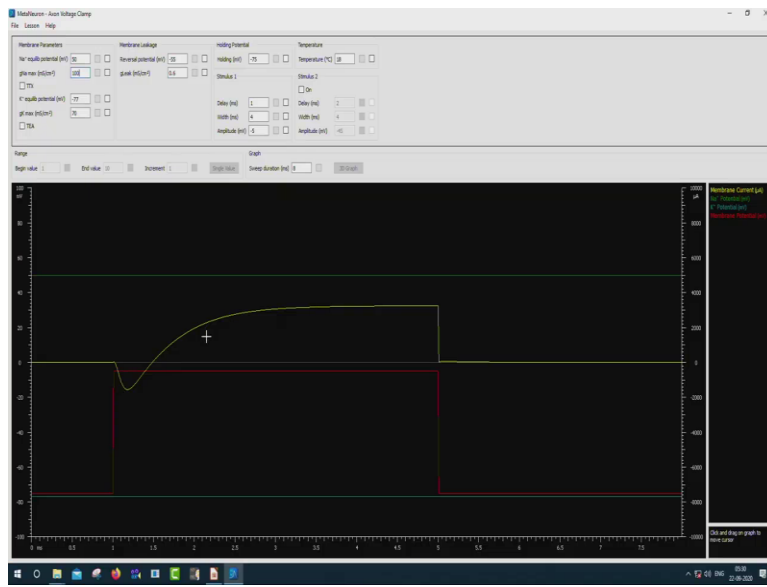 MetaNeuron - Axon Voltage Clamp
File Lesson Help
Membrane Parameters
Na⁺ equilib potential (mV) 50
gNa max (mS/cm²) 100
TTX
K⁺ equilib potential (mV) -77
gK max (mS/cm²) 70
TEA
Membrane Leakage
Reversal potential (mV) -55
gLeak (mS/cm²) 0.6
Holding Potential
Holding (mV) -75
Stimulus 1
Delay (ms) 1
Width (ms) 4
Amplitude (mV) -5
Temperature
Temperature (°C) 18
Stimulus 2
On
Delay (ms) 2
Width (ms) 4
Amplitude (mV)
Range
Begin value 1 End value 10 Increment 1 Single Value
Graph
Sweep duration (ms) 8 3D Graph
100
mV
80
60
40
20
0
-20
-40
-60
-80
-100
0 ms 0.5 1 1.5 2 2.5 3 3.5 4 4.5 5 5.5 6 6.5 7 7.5
10000
µA
8000
6000
4000
2000
0
-2000
-4000
-6000
-8000
-10000
Membrane Current (µA)
Na⁺ Potential (mV)
K⁺ Potential (mV)
Membrane Potential (mV)
Click and drag on graph to
move cursor
ENG
05:30
22-09-2020